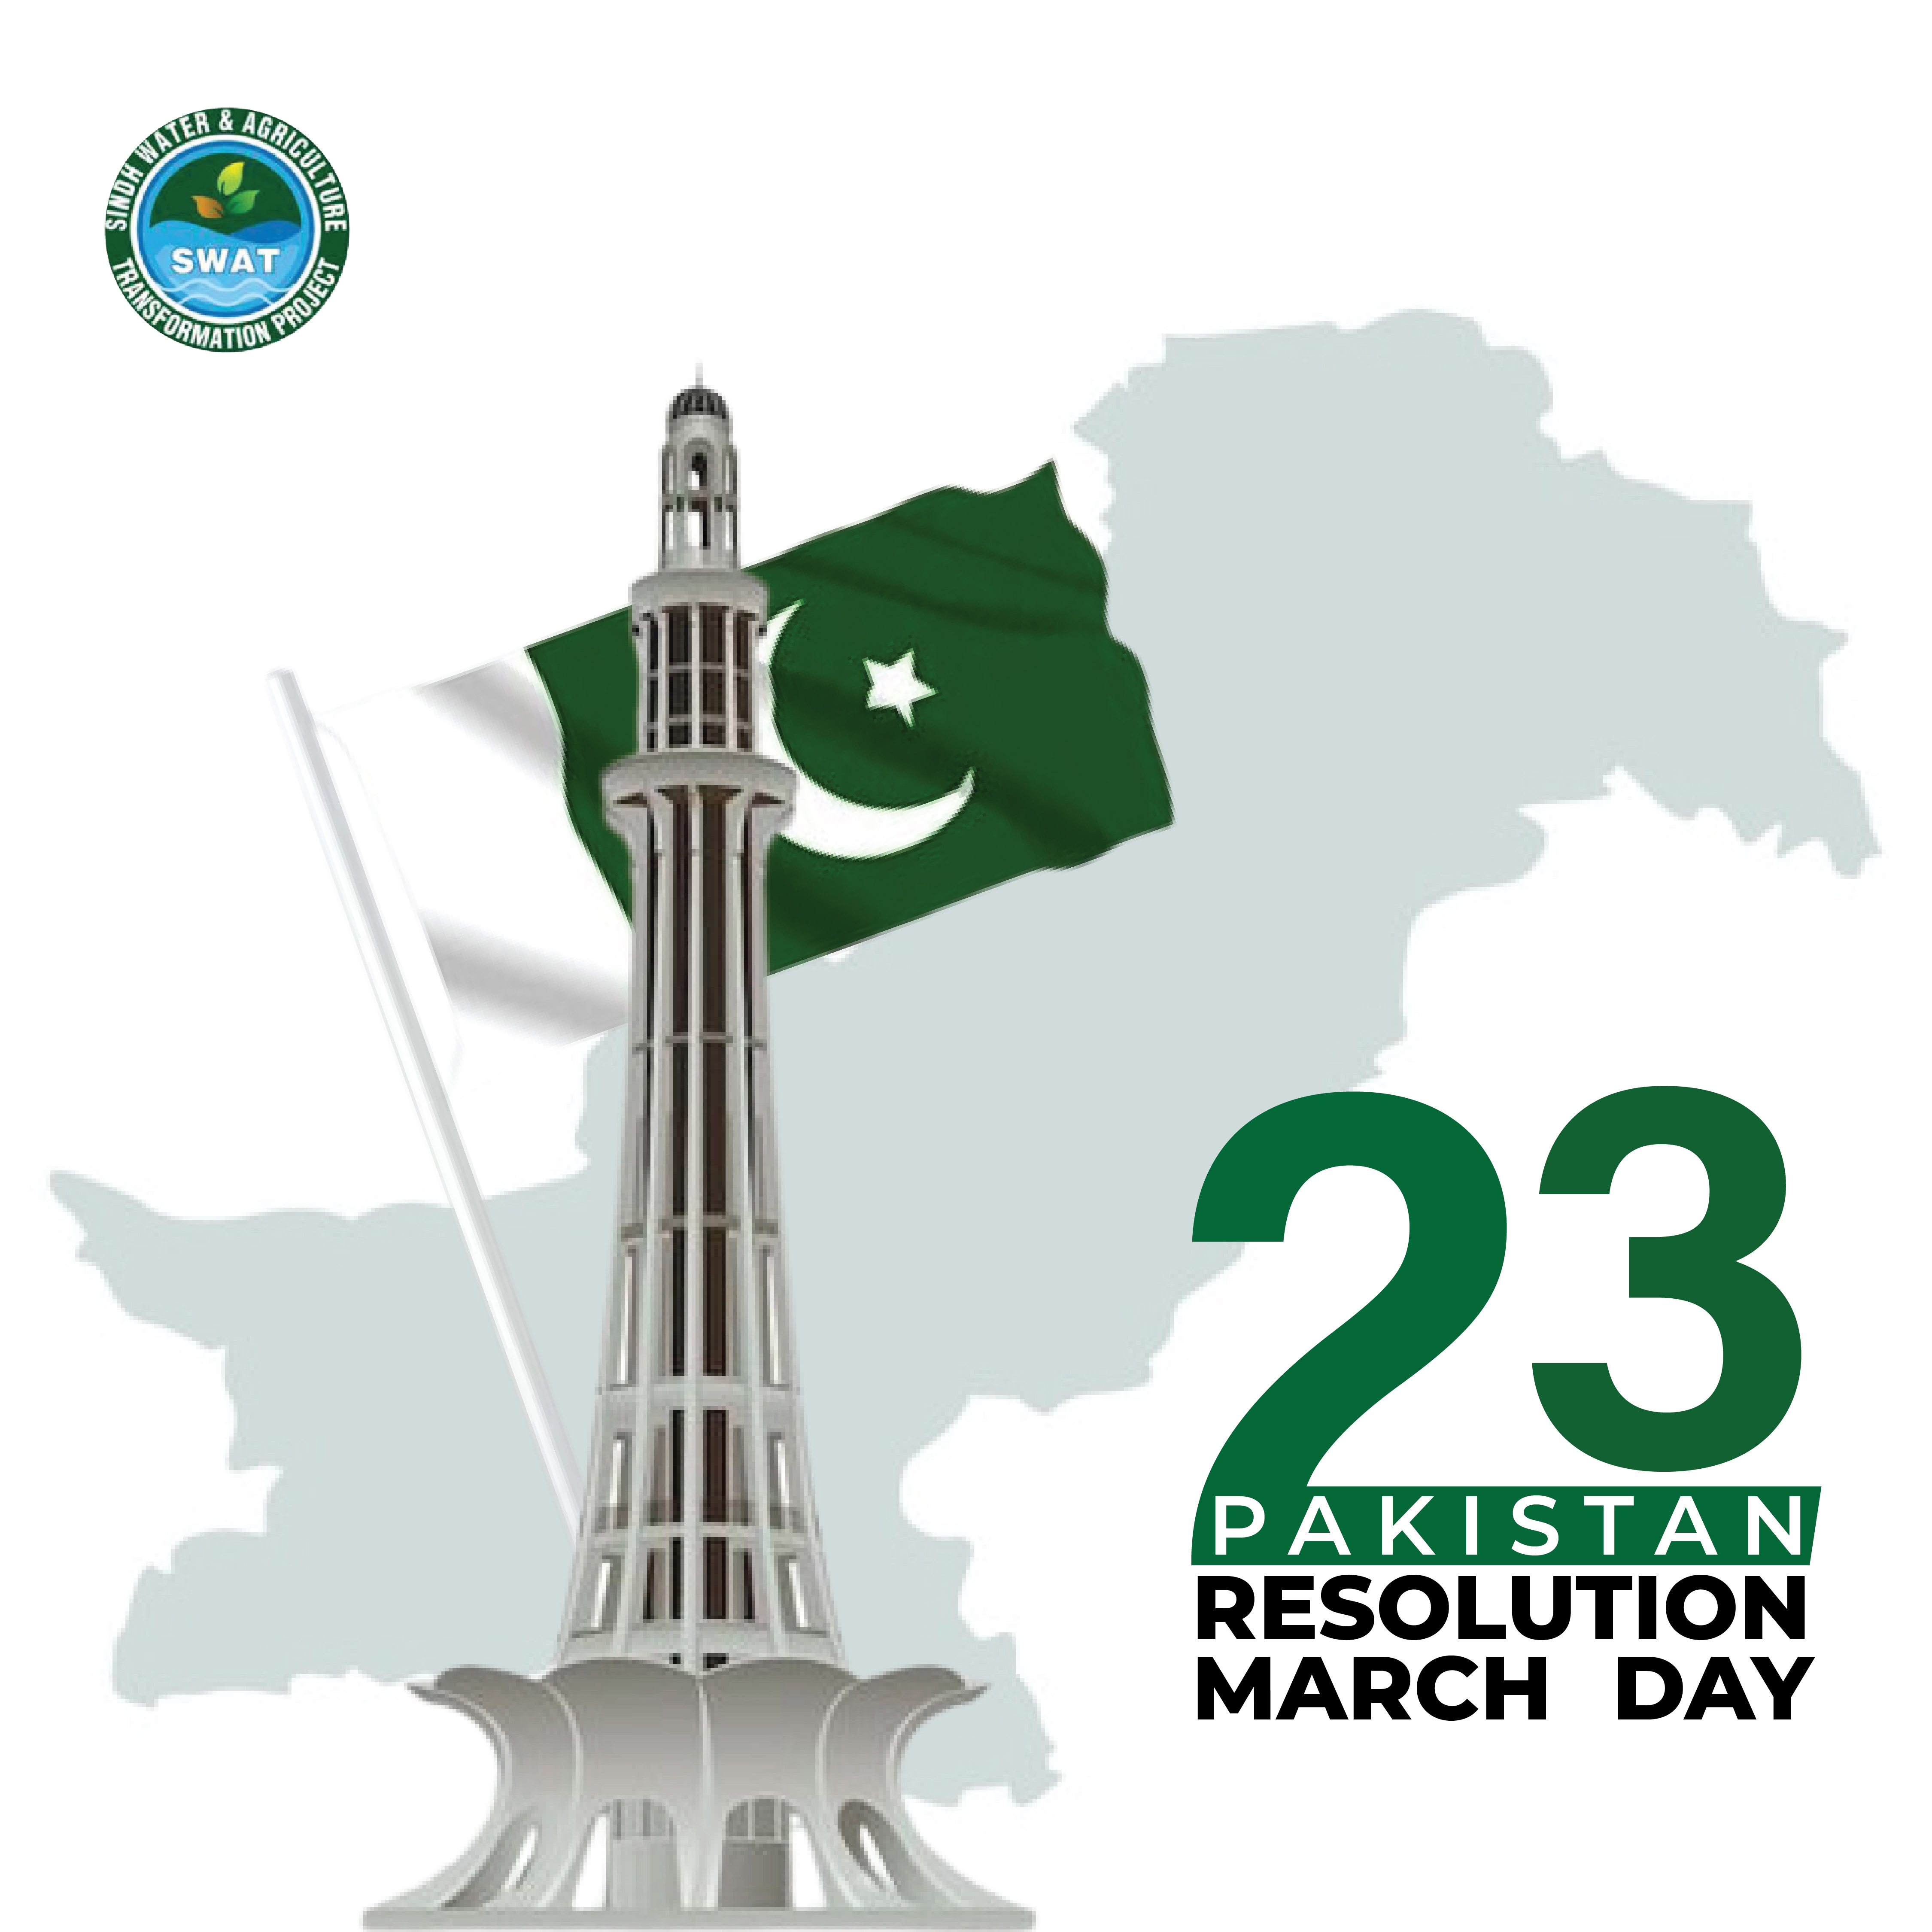 SINDH WATER & AGRICULTURE
SWAT
TRANSFORMATION PROJECT
23
PAKISTAN
RESOLUTION
MARCH DAY